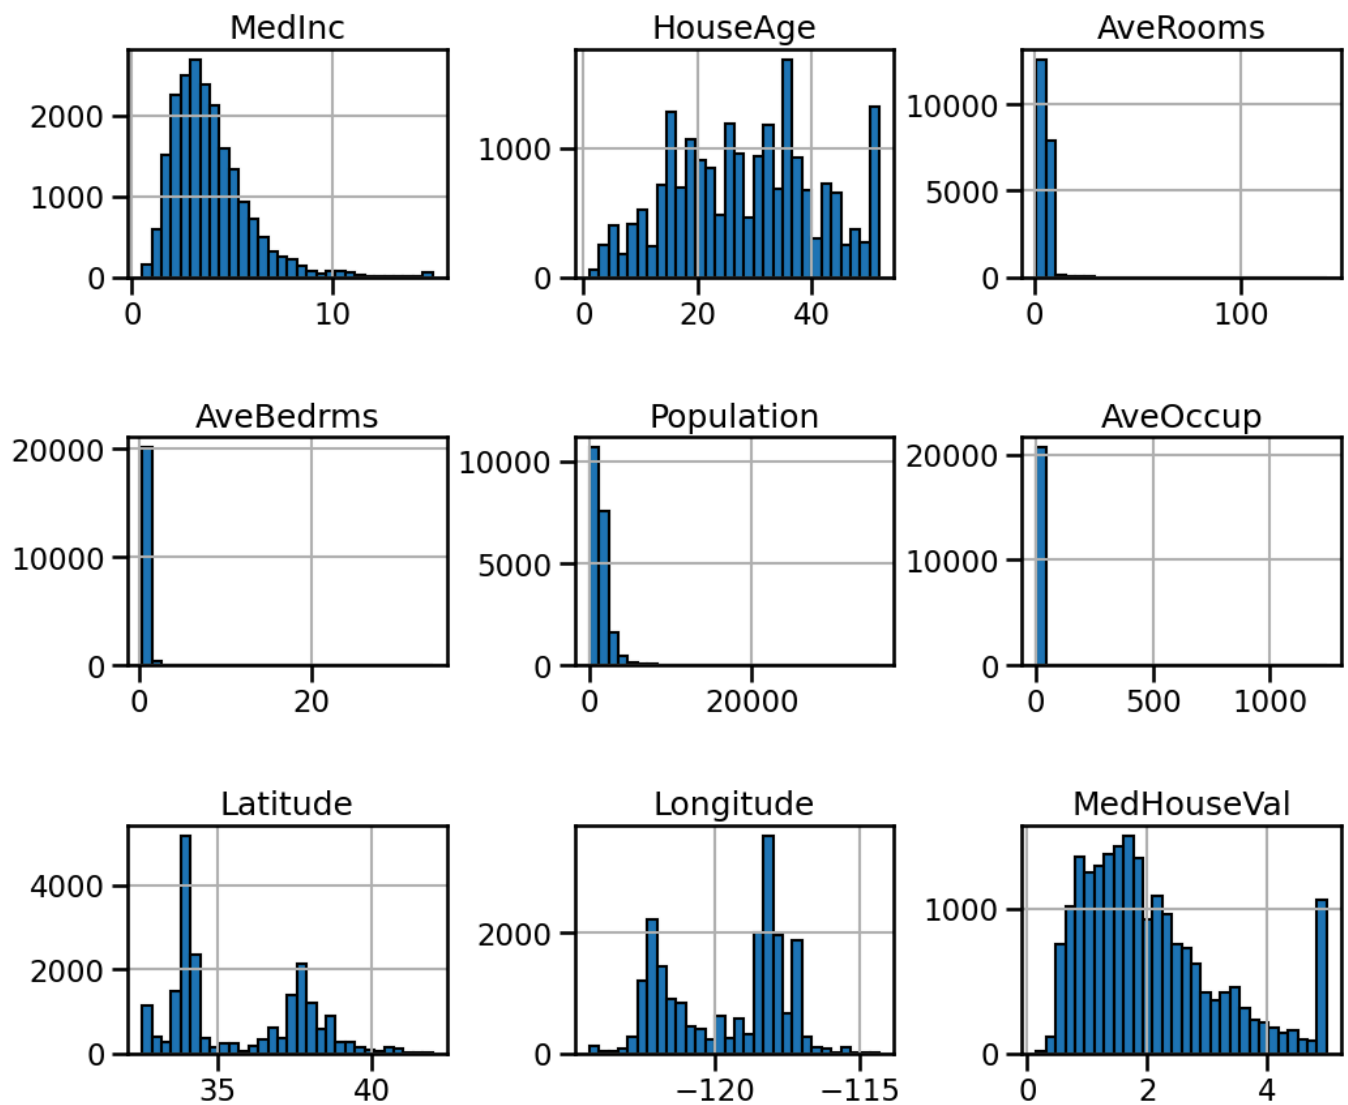 MedInc HouseAge AveRooms
2000 1000 0
0 10
1000 0
0 20 40
10000 5000 0
0 100
AveBedrms Population AveOccup
20000 10000 0
0 20
10000 5000 0
0 20000
20000 10000 0
0 500 1000
Latitude Longitude MedHouseVal
4000 2000 0
35 40
2000 0
−120 −115
1000 0
0 2 4